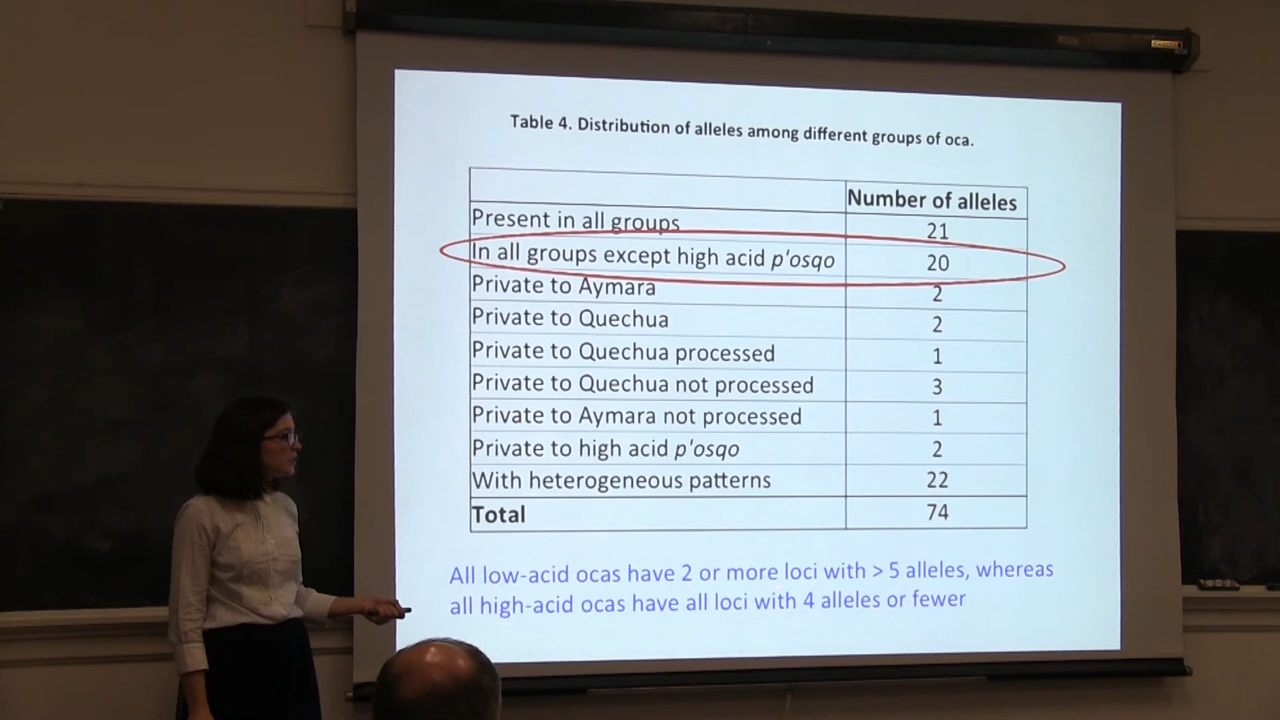 Table 4. Distribution of alleles among different groups of oca.
Number of alleles
Present in all groups 21
In all groups except high acid p'osqo 20
Private to Aymara 2
Private to Quechua 2
Private to Quechua processed 1
Private to Quechua not processed 3
Private to Aymara not processed 1
Private to high acid p'osqo 2
With heterogeneous patterns 22
Total 74
All low-acid ocas have 2 or more loci with > 5 alleles, whereas
all high-acid ocas have all loci with 4 alleles or fewer